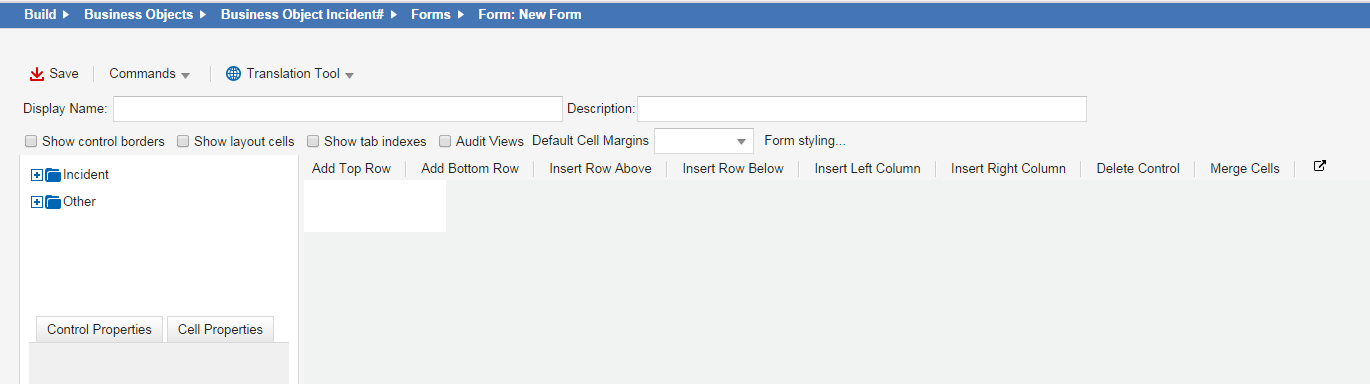 Build Business Objects Business Object Incident# Forms Form: New Form
Save Commands Translation Tool
Display Name: Description:
Show control borders Show layout cells Show tab indexes Audit Views Default Cell Margins Form styling...
Add Top Row Add Bottom Row Insert Row Above Insert Row Below Insert Left Column Insert Right Column Delete Control Merge Cells
Incident
Other
Control Properties Cell Properties